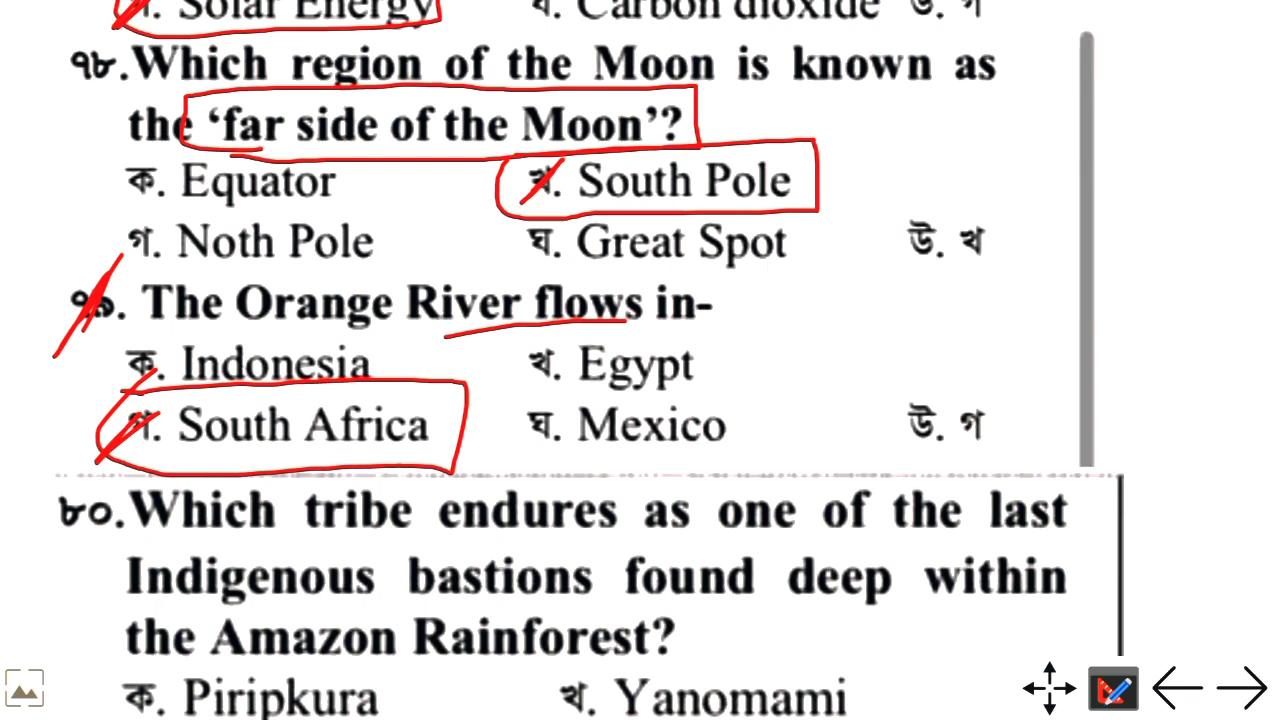 গ. Solar Energy ঘ. Carbon dioxide উ. গ
৭৮.Which region of the Moon is known as
the ‘far side of the Moon’?
ক. Equator খ. South Pole
গ. Noth Pole ঘ. Great Spot উ. খ
৭৯. The Orange River flows in-
ক. Indonesia খ. Egypt
গ. South Africa ঘ. Mexico উ. গ
৮০.Which tribe endures as one of the last
Indigenous bastions found deep within
the Amazon Rainforest?
ক. Piripkura খ. Yanomami